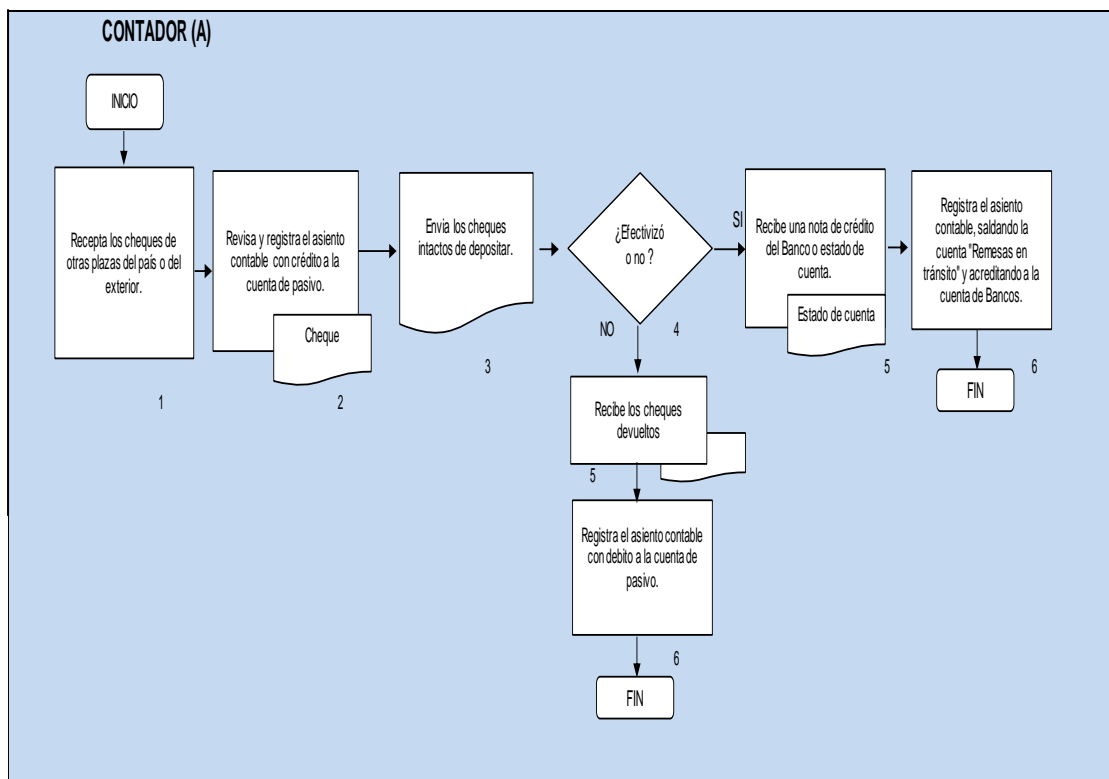 CONTADOR (A)
INICIO
Recepta los cheques de
otras plazas del país o del
exterior.
1
Revisa y registra el asiento
contable con crédito a la
cuenta de pasivo.
Cheque
2
Envia los cheques
intactos de depositar.
3
¿Efectivizó
o no ?
4
SI
Recibe una nota de crédito
del Banco o estado de
cuenta.
Estado de cuenta
5
Registra el asiento
contable, saldando la
cuenta "Remesas en
tránsito" y acreditando a la
cuenta de Bancos.
6
FIN
NO
Recibe los cheques
devueltos
5
Registra el asiento contable
con debito a la cuenta de
pasivo.
6
FIN